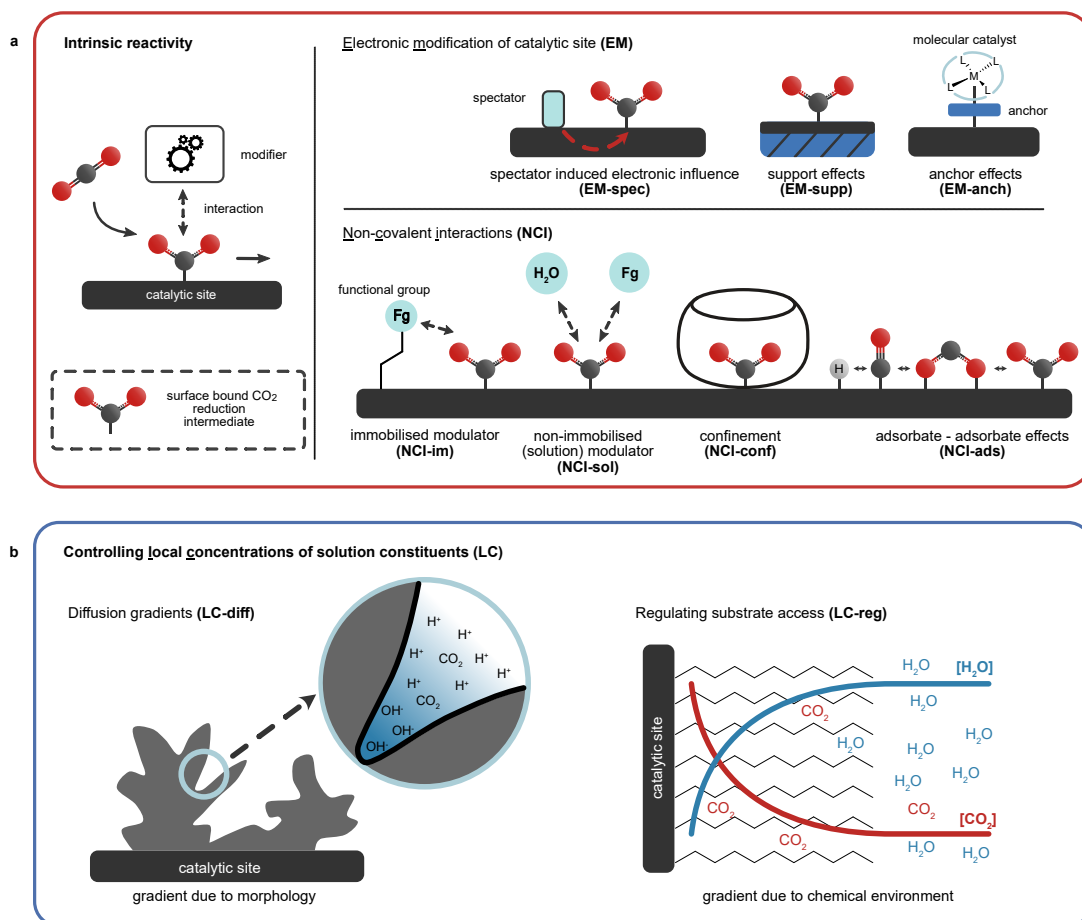 a
Intrinsic reactivity
modifier
interaction
catalytic site
surface bound CO₂
reduction
intermediate
Electronic modification of catalytic site (EM)
molecular catalyst
L
L
M
L
L
anchor
spectator
spectator induced electronic influence
(EM-spec)
support effects
(EM-supp)
anchor effects
(EM-anch)
Non-covalent interactions (NCI)
functional group
Fg
H₂O
Fg
H
immobilised modulator
(NCI-im)
non-immobilised
(solution) modulator
(NCI-sol)
confinement
(NCI-conf)
adsorbate - adsorbate effects
(NCI-ads)
b
Controlling local concentrations of solution constituents (LC)
Diffusion gradients (LC-diff)
H⁺
H⁺
H⁺
CO₂
H⁺
H⁺
H⁺
H⁺
CO₂
OH⁻
OH⁻
OH⁻
catalytic site
gradient due to morphology
Regulating substrate access (LC-reg)
catalytic site
H₂O
[H₂O]
H₂O
CO₂
H₂O
H₂O
H₂O
H₂O
H₂O
CO₂
CO₂
[CO₂]
CO₂
H₂O
H₂O
gradient due to chemical environment